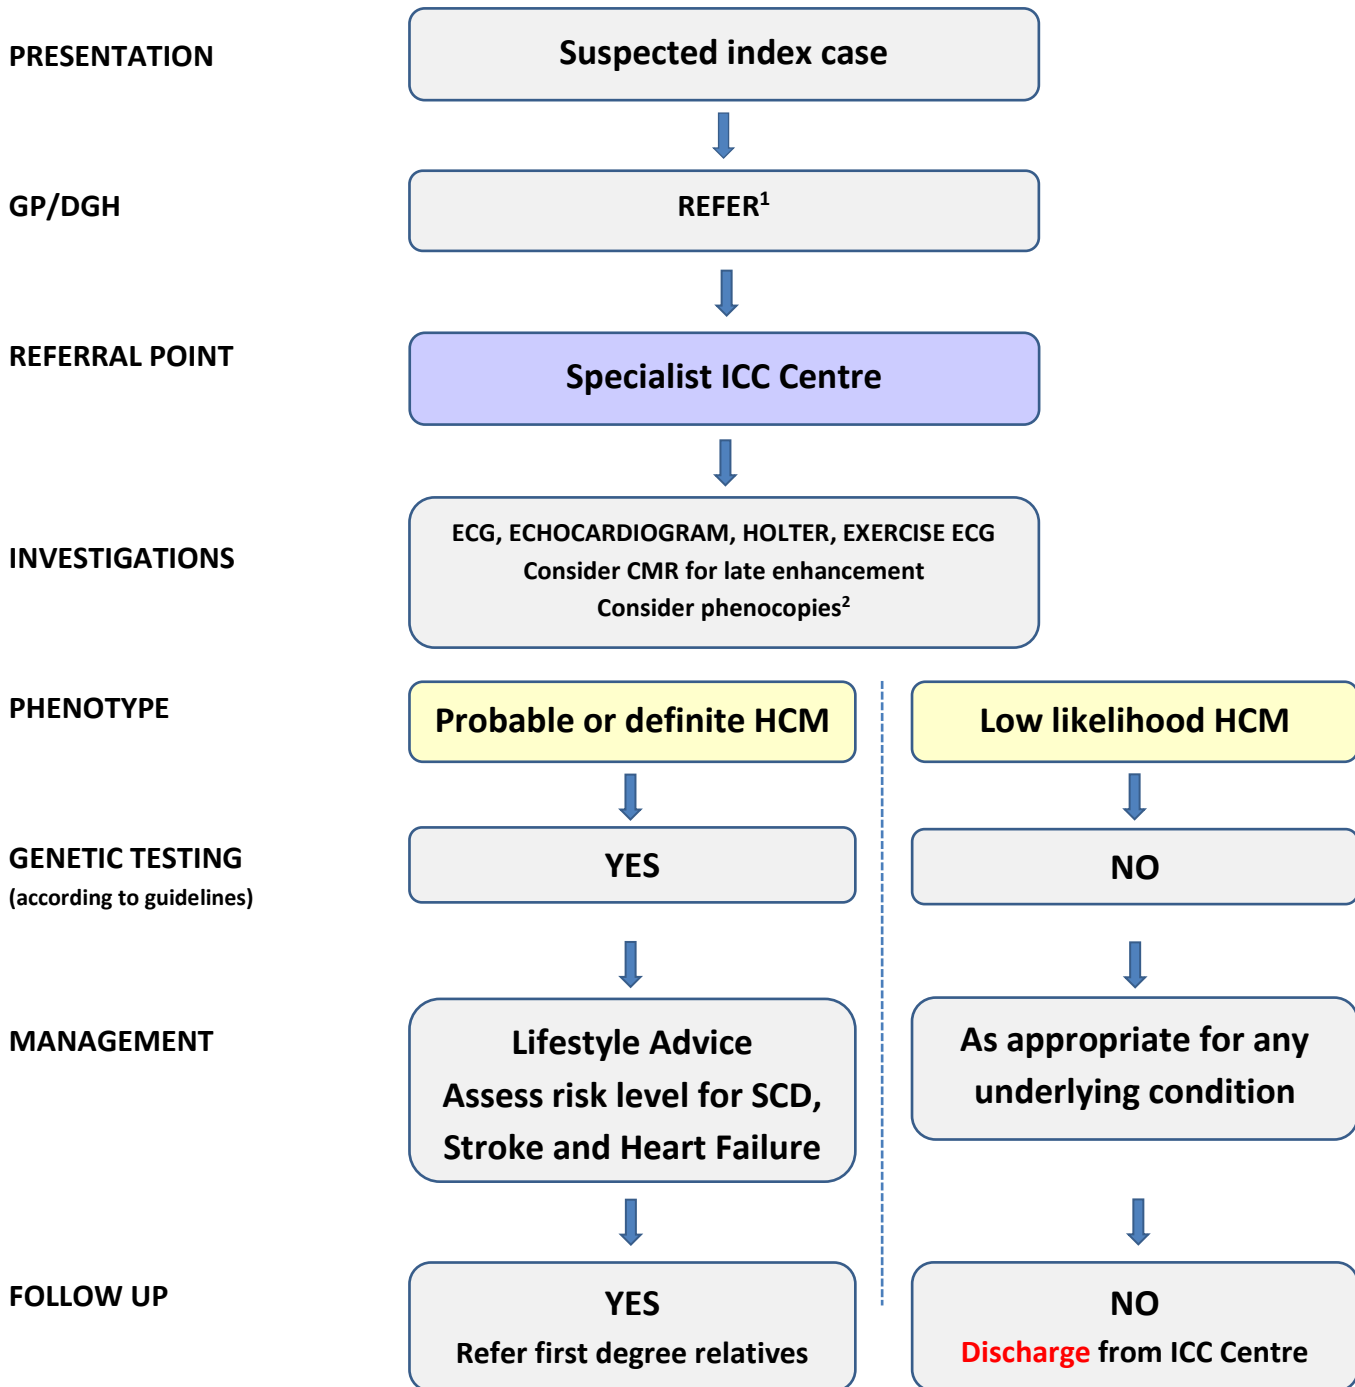 PRESENTATION
Suspected index case
GP/DGH
REFER¹
REFERRAL POINT
Specialist ICC Centre
INVESTIGATIONS
ECG, ECHOCARDIOGRAM, HOLTER, EXERCISE ECG
Consider CMR for late enhancement
Consider phenocopies²
PHENOTYPE
Probable or definite HCM
Low likelihood HCM
GENETIC TESTING
(according to guidelines)
YES
NO
MANAGEMENT
Lifestyle Advice
Assess risk level for SCD,
Stroke and Heart Failure
As appropriate for any
underlying condition
FOLLOW UP
YES
Refer first degree relatives
NO
Discharge from ICC Centre